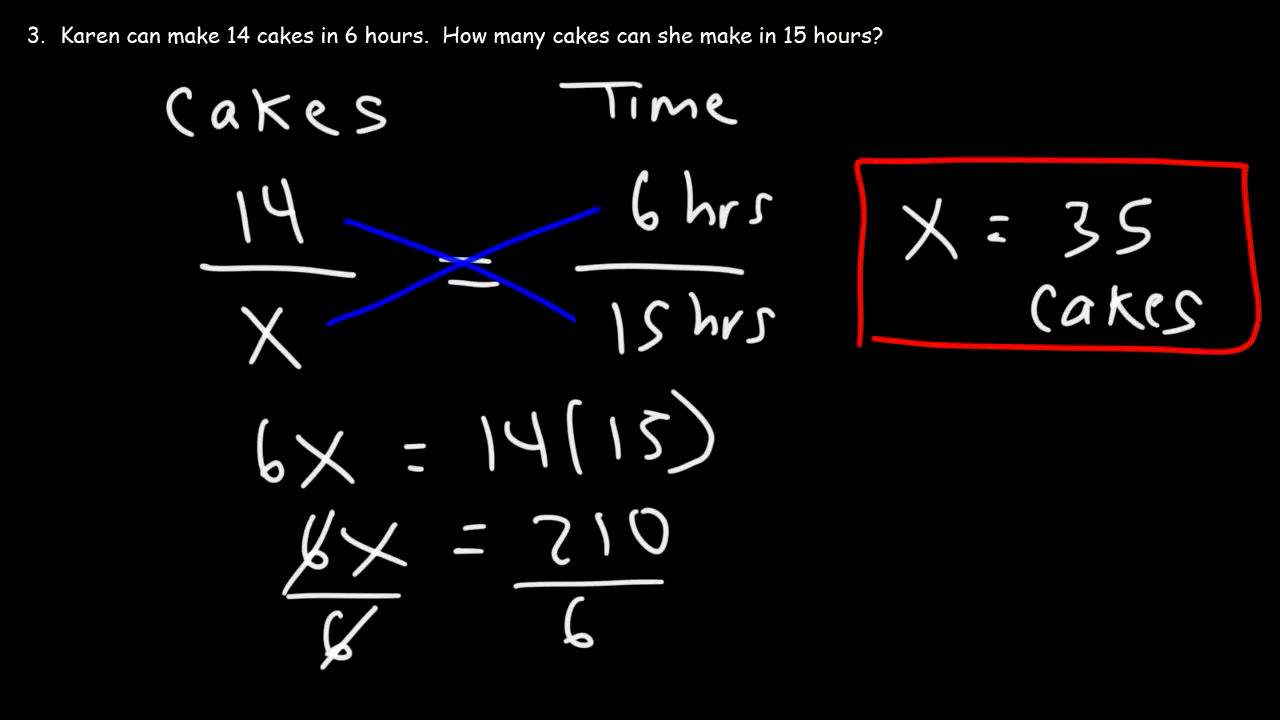 3. Karen can make 14 cakes in 6 hours. How many cakes can she make in 15 hours?
Cakes Time
14 = 6 hrs
X 15 hrs
6X = 14(15)
6X = 210
6 6
X = 35
Cakes